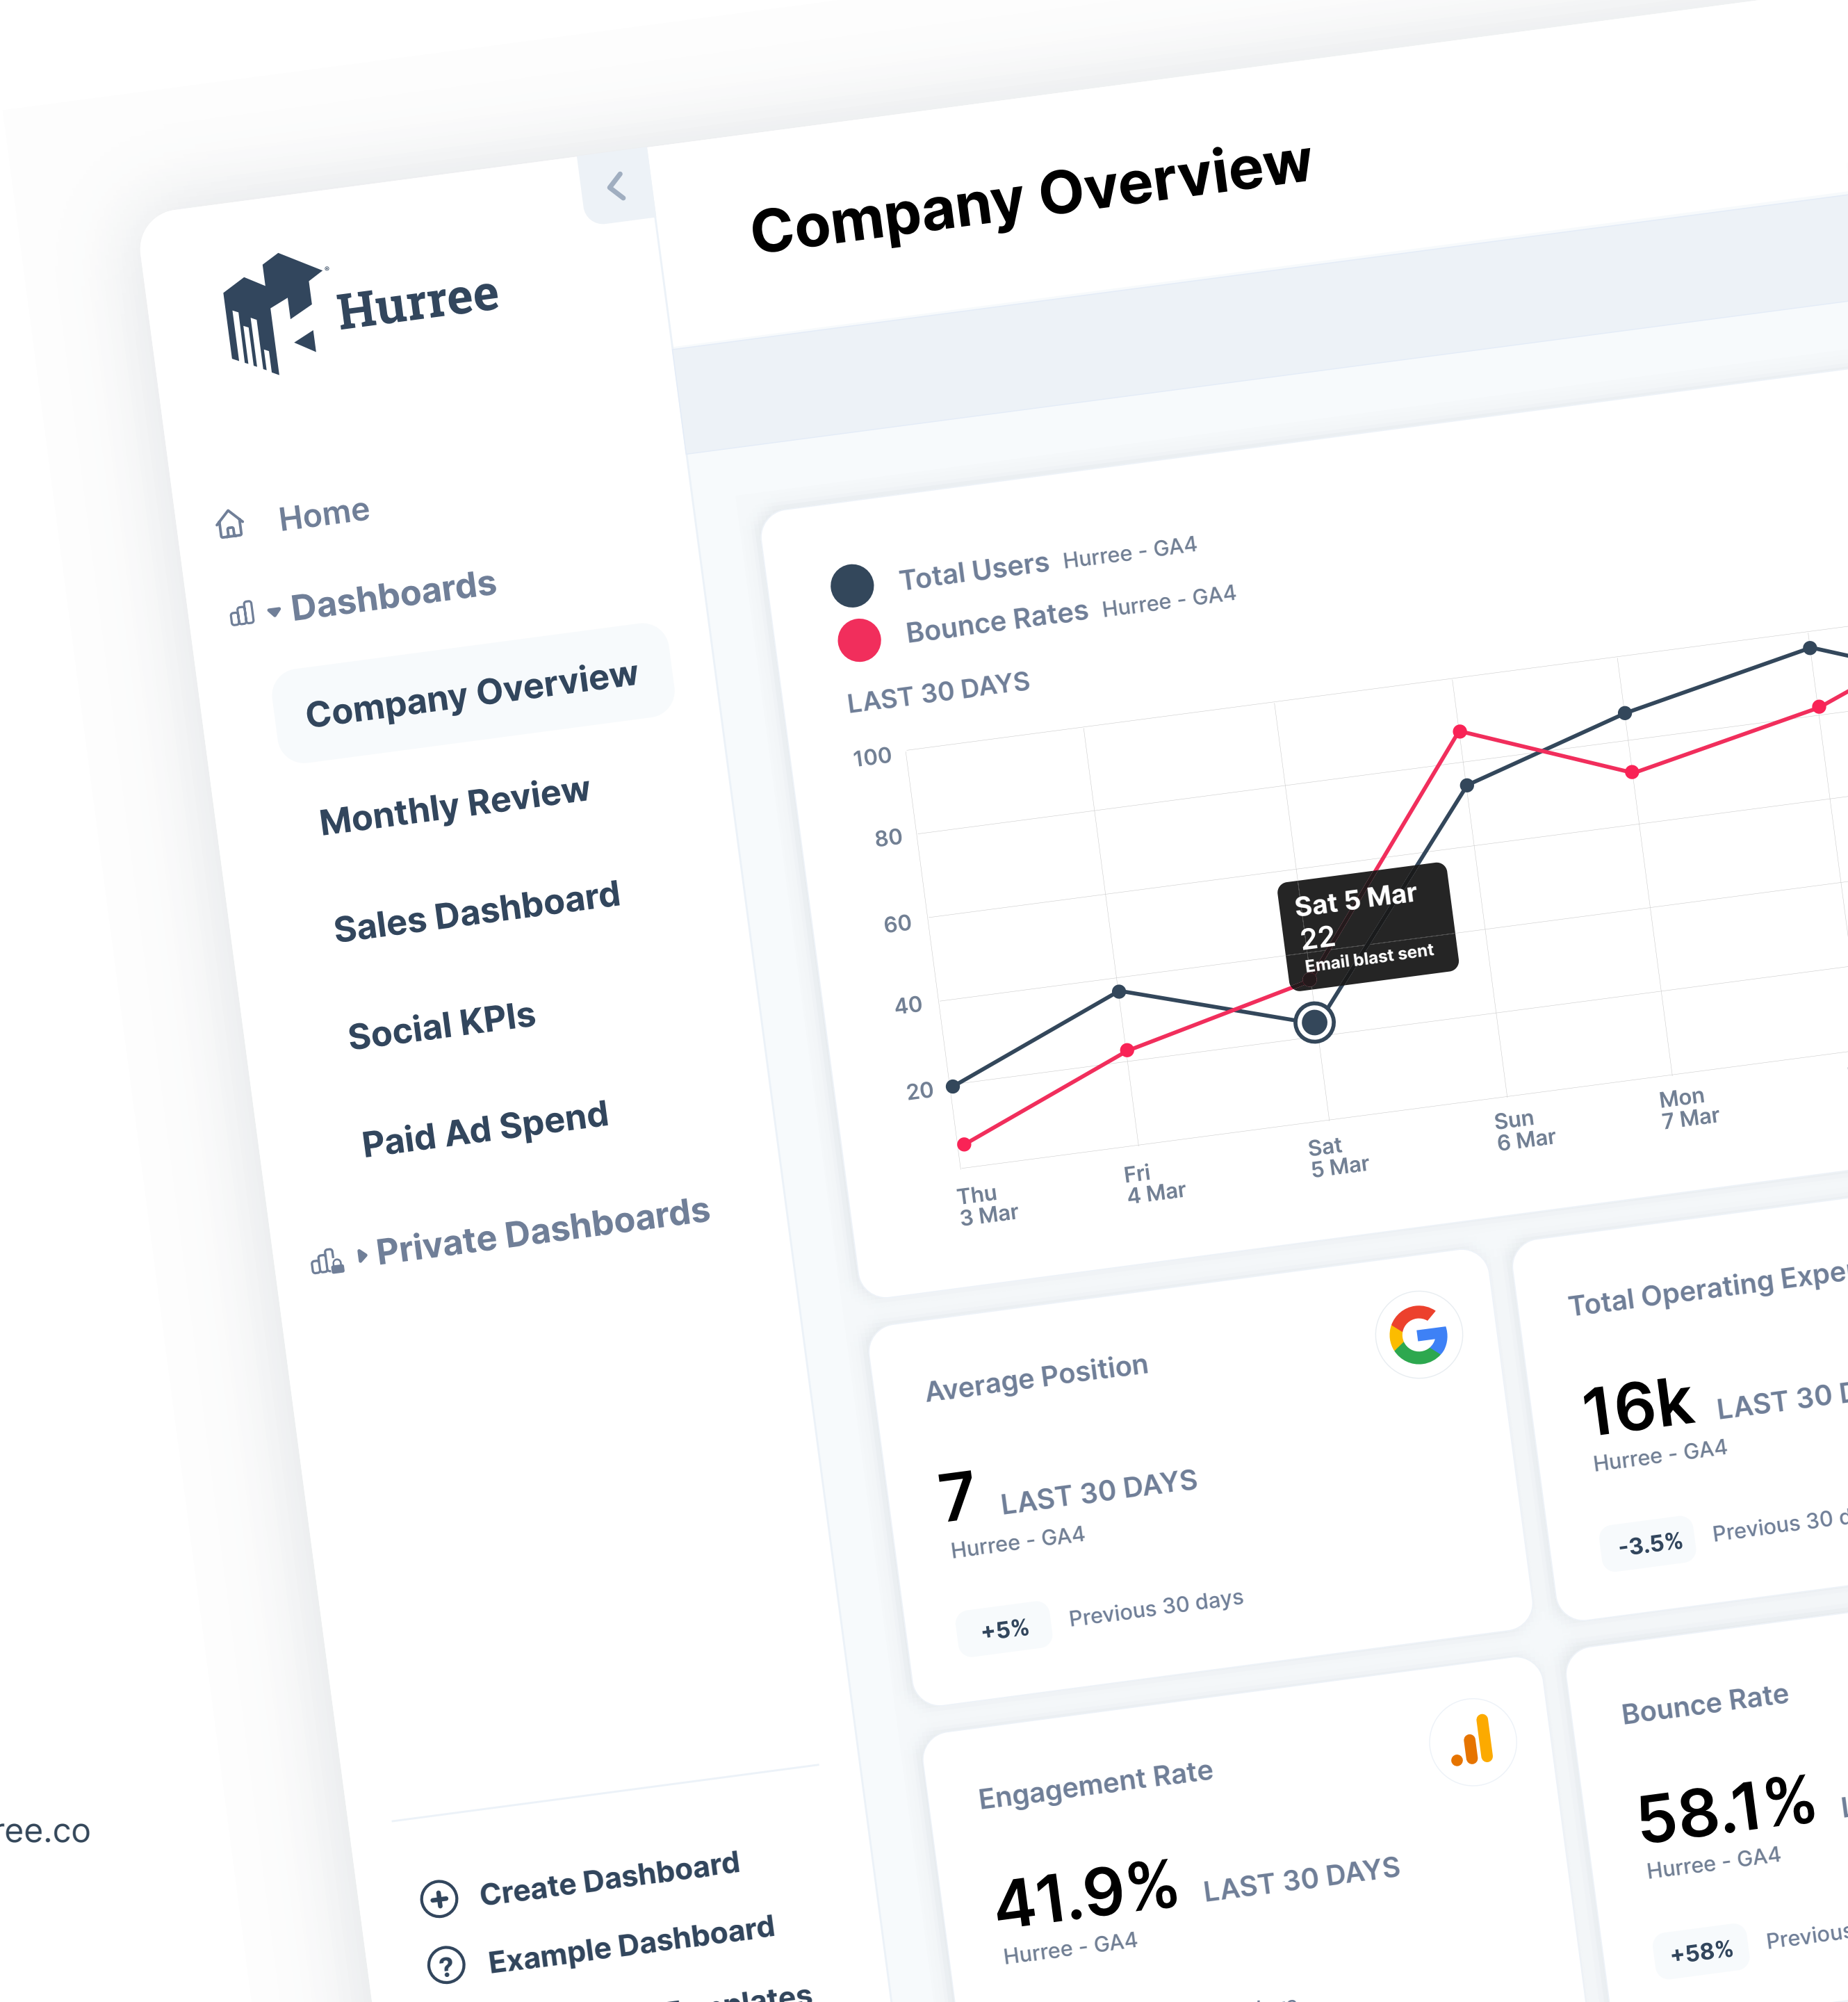 Company Overview
Hurree
Home
Dashboards
Company Overview
Monthly Review
Sales Dashboard
Social KPIs
Paid Ad Spend
Private Dashboards
Create Dashboard
Example Dashboard
ree.co
Total Users Hurree - GA4
Bounce Rates Hurree - GA4
LAST 30 DAYS
100
80
60
40
20
Sat 5 Mar
22
Email blast sent
Thu
3 Mar
Fri
4 Mar
Sat
5 Mar
Sun
6 Mar
Mon
7 Mar
Average Position
7 LAST 30 DAYS
Hurree - GA4
+5% Previous 30 days
Total Operating Expe
16k LAST 30 D
Hurree - GA4
-3.5% Previous 30 d
Engagement Rate
41.9% LAST 30 DAYS
Hurree - GA4
Bounce Rate
58.1%
Hurree - GA4
+58% Previous